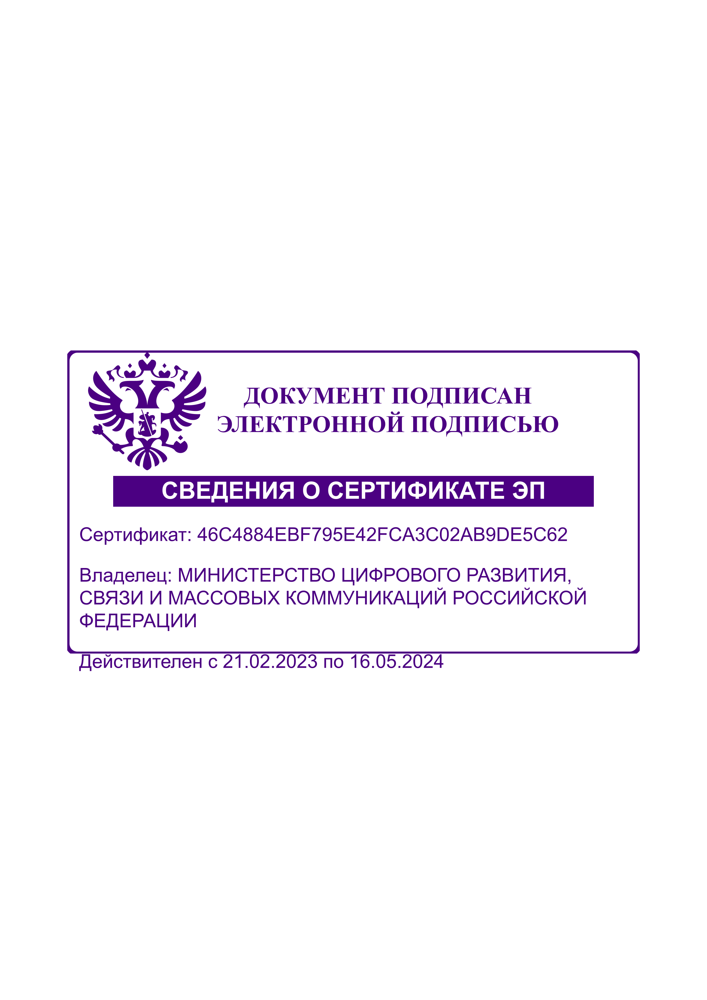 ДОКУМЕНТ ПОДПИСАН
ЭЛЕКТРОННОЙ ПОДПИСЬЮ
СВЕДЕНИЯ О СЕРТИФИКАТЕ ЭП
Сертификат: 46C4884EBF795E42FCA3C02AB9DE5C62
Владелец: МИНИСТЕРСТВО ЦИФРОВОГО РАЗВИТИЯ,
СВЯЗИ И МАССОВЫХ КОММУНИКАЦИЙ РОССИЙСКОЙ
ФЕДЕРАЦИИ
Действителен с 21.02.2023 по 16.05.2024